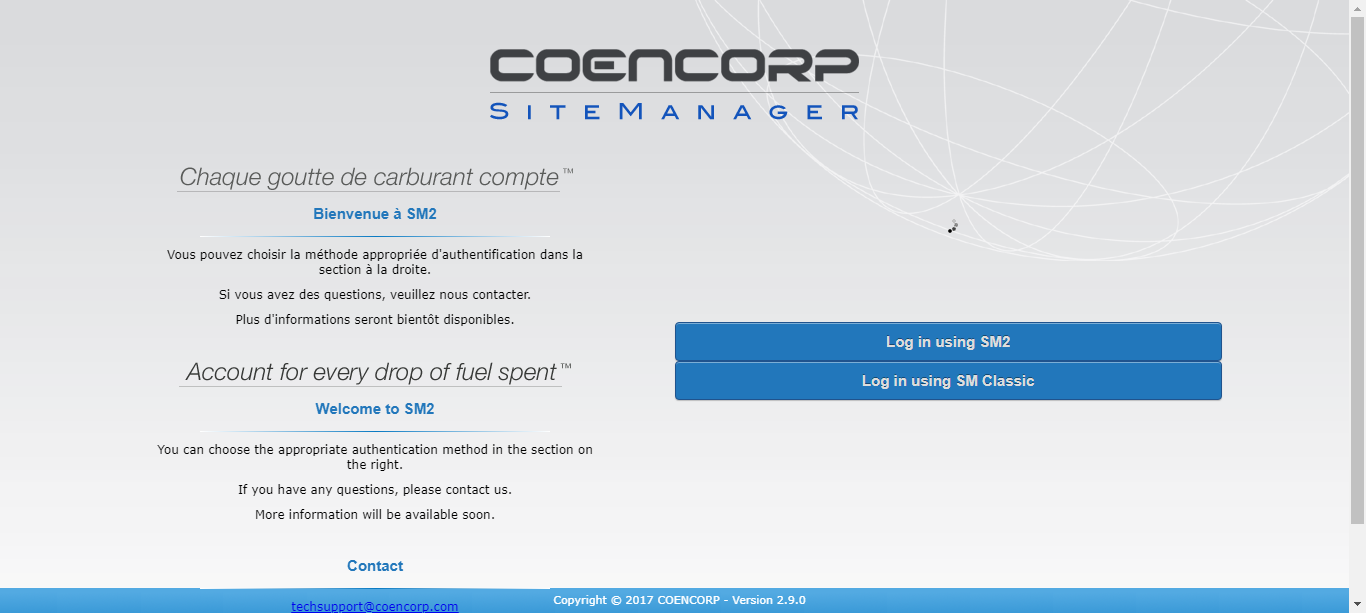 COENCORP
SITEMANAGER
Chaque goutte de carburant compte™
Bienvenue à SM2
Vous pouvez choisir la méthode appropriée d'authentification dans la
section à la droite.
Si vous avez des questions, veuillez nous contacter.
Plus d'informations seront bientôt disponibles.
Account for every drop of fuel spent™
Welcome to SM2
You can choose the appropriate authentication method in the section on
the right.
If you have any questions, please contact us.
More information will be available soon.
Contact
techsupport@coencorp.com
Log in using SM2
Log in using SM Classic
Copyright © 2017 COENCORP - Version 2.9.0